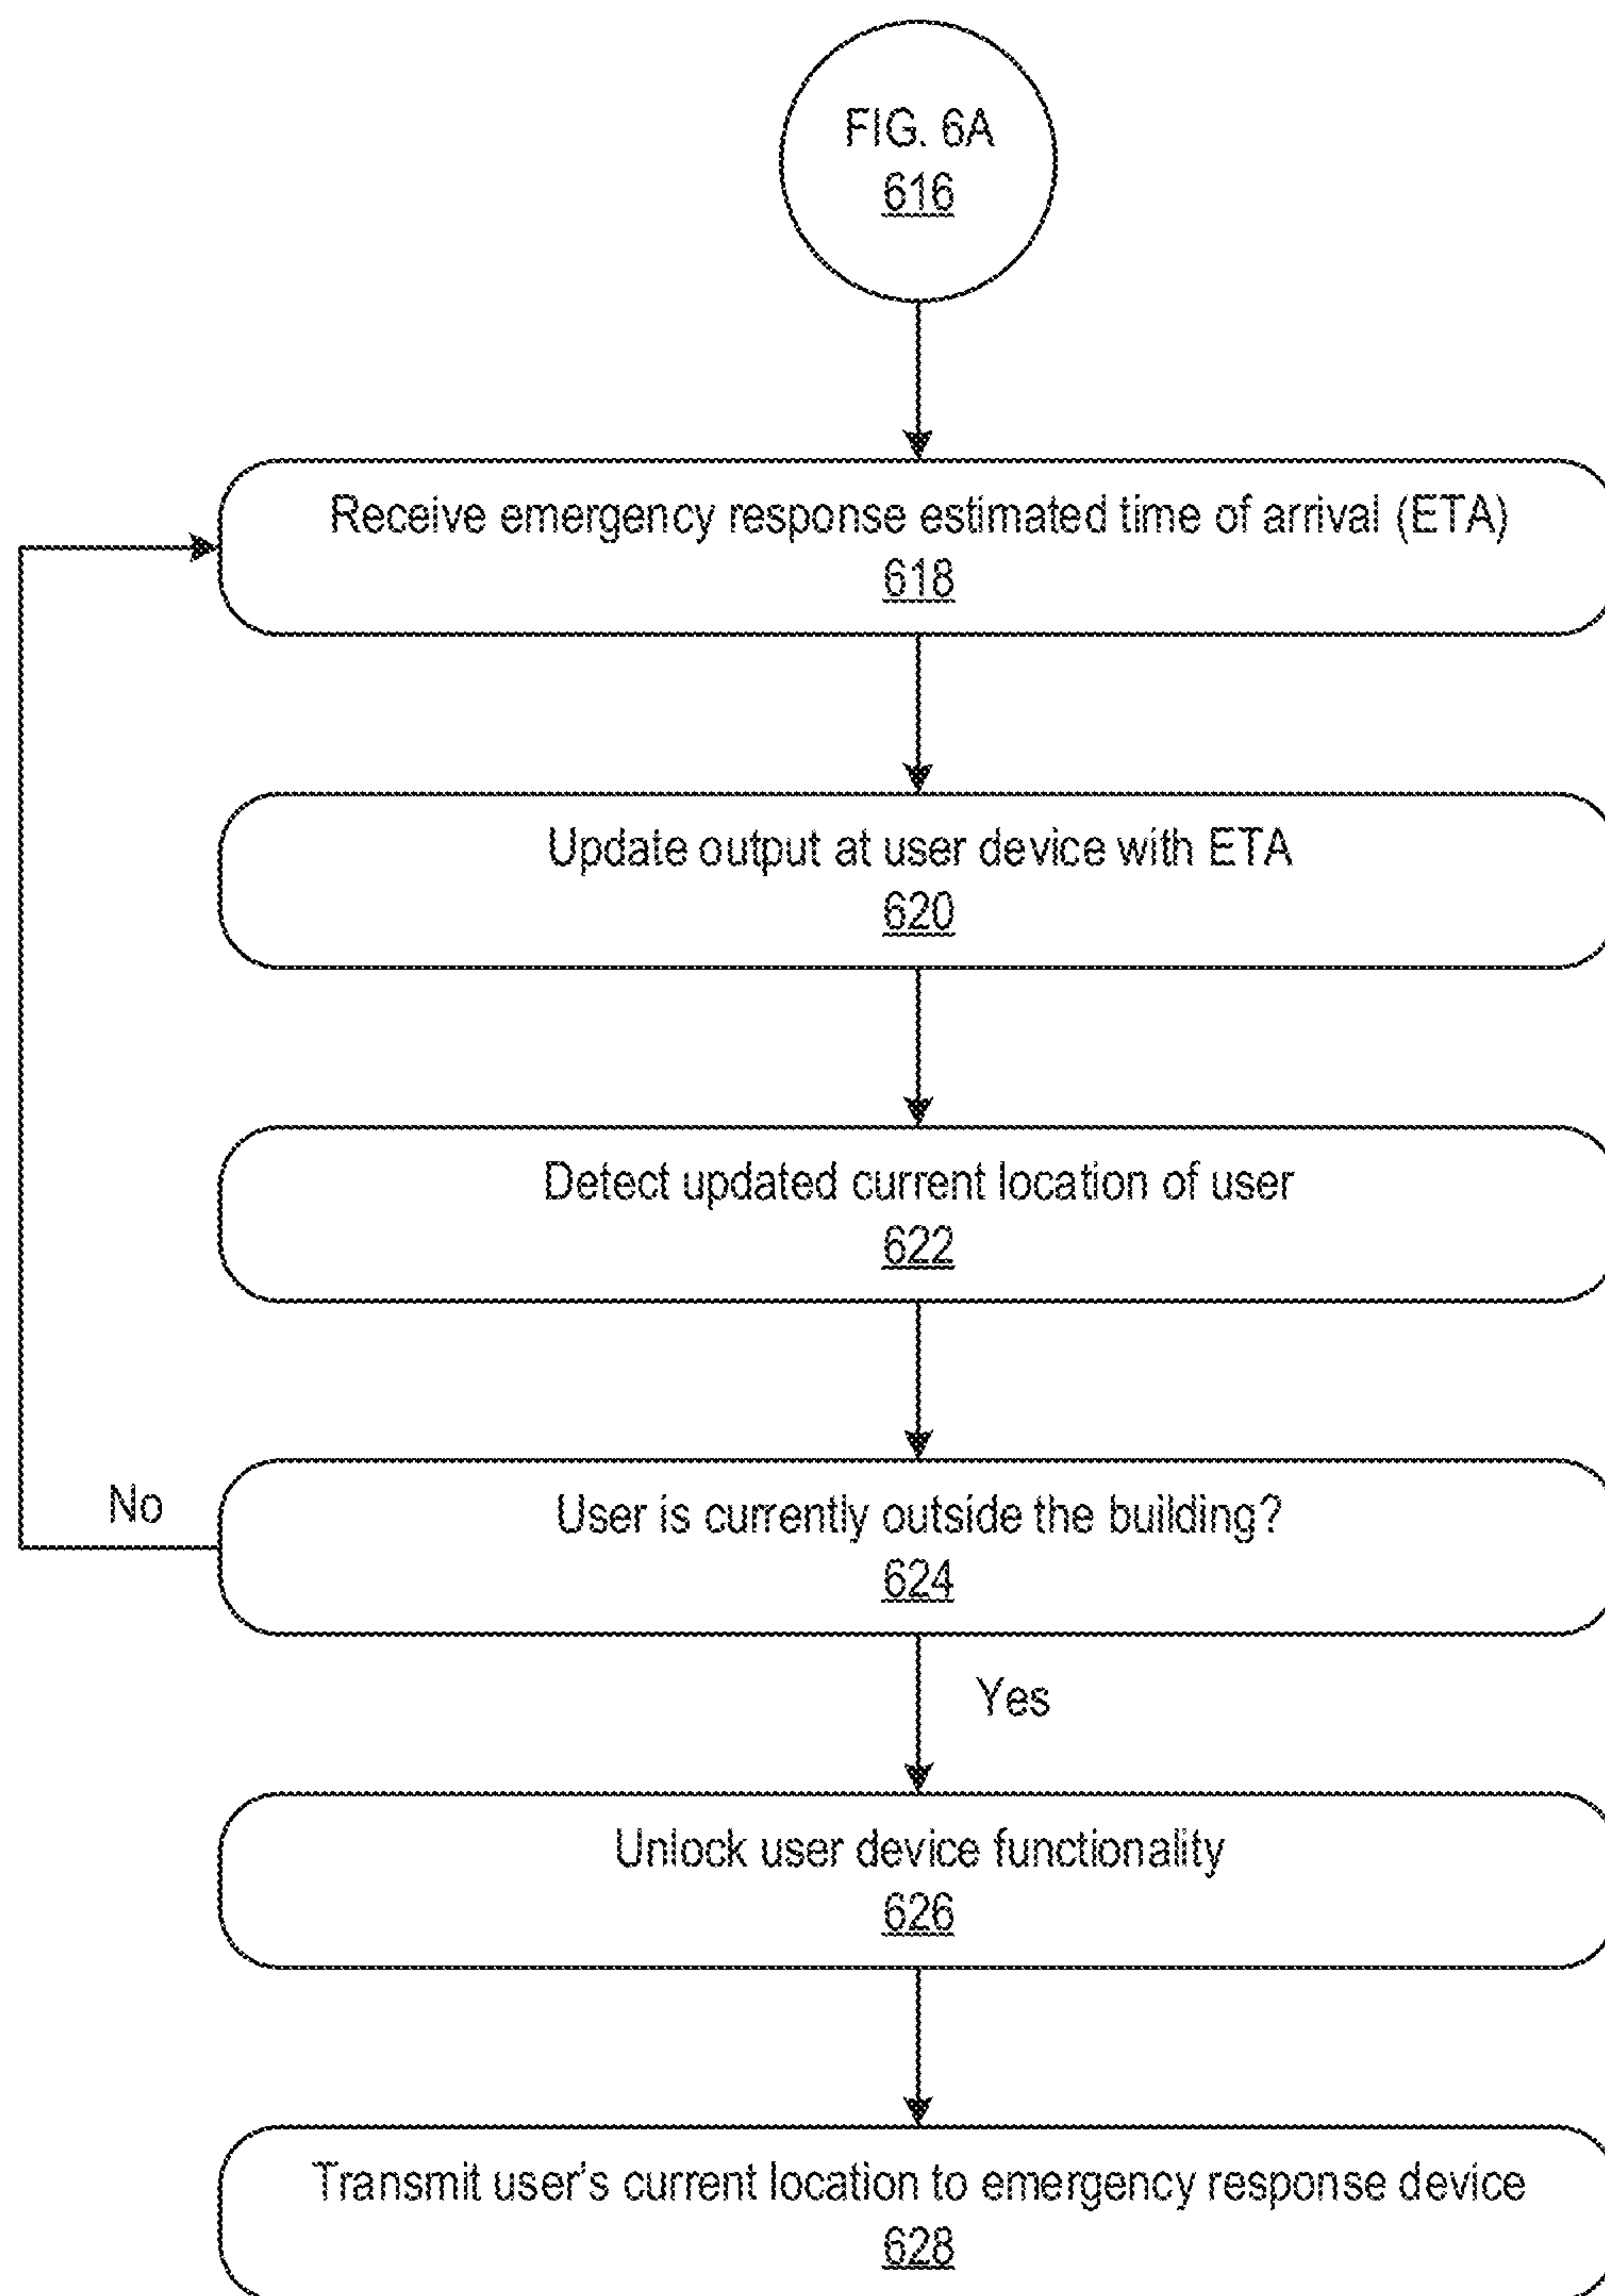 FIG. 6A
616
Receive emergency response estimated time of arrival (ETA)
618
Update output at user device with ETA
620
Detect updated current location of user
622
User is currently outside the building?
624
No
Yes
Unlock user device functionality
626
Transmit user's current location to emergency response device
628